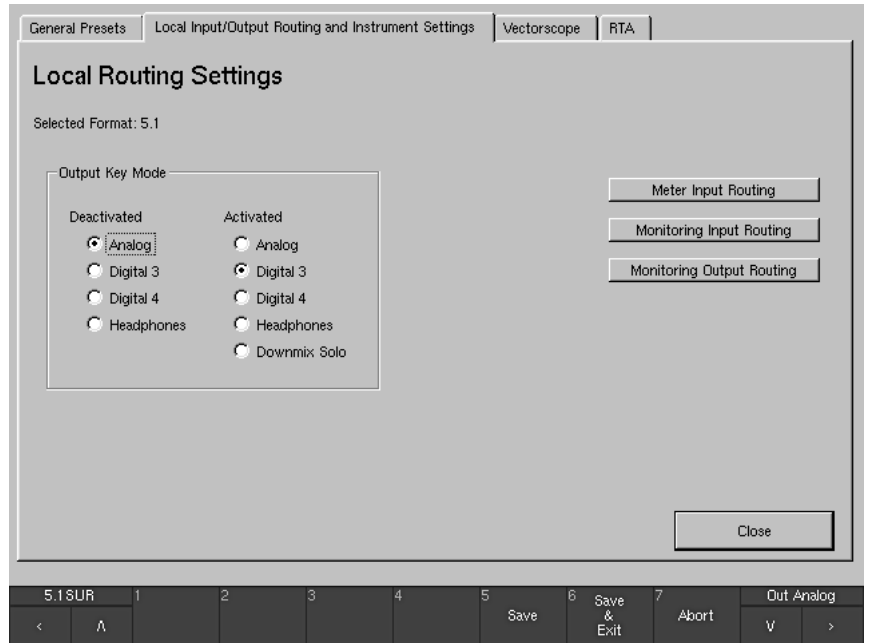 General Presets Local Input/Output Routing and Instrument Settings Vectorscope RTA
Local Routing Settings
Selected Format: 5.1
Output Key Mode
Deactivated Activated
Analog Analog
Digital 3 Digital 3
Digital 4 Digital 4
Headphones Headphones
Downmix Solo
Meter Input Routing
Monitoring Input Routing
Monitoring Output Routing
Close
5.1SUR 1 2 3 4 5 Save 6 Save & Exit 7 Abort Out Analog
< Λ V >